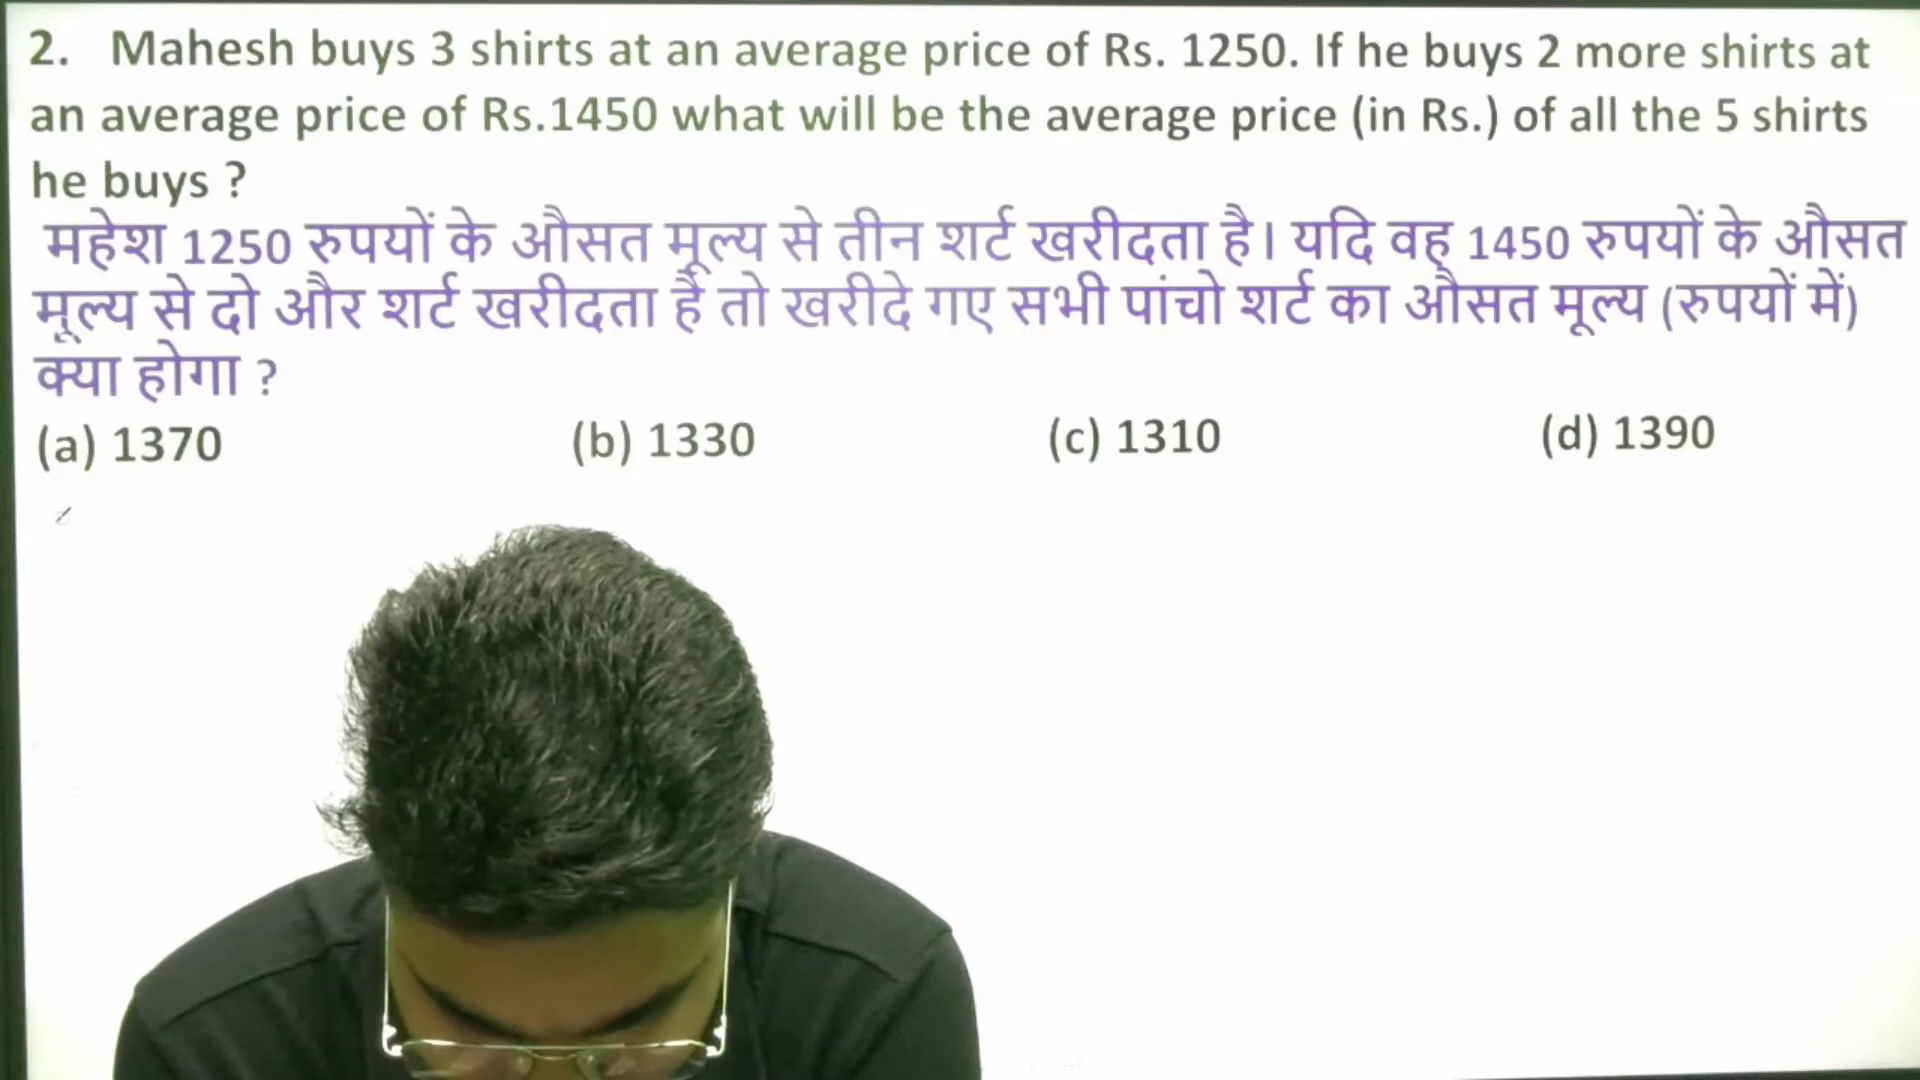 2. Mahesh buys 3 shirts at an average price of Rs. 1250. If he buys 2 more shirts at
an average price of Rs.1450 what will be the average price (in Rs.) of all the 5 shirts
he buys ?
महेश 1250 रुपयों के औसत मूल्य से तीन शर्ट खरीदता है। यदि वह 1450 रुपयों के औसत
मूल्य से दो और शर्ट खरीदता है तो खरीदे गए सभी पांचो शर्ट का औसत मूल्य (रुपयों में)
क्या होगा ?
(a) 1370 (b) 1330 (c) 1310 (d) 1390